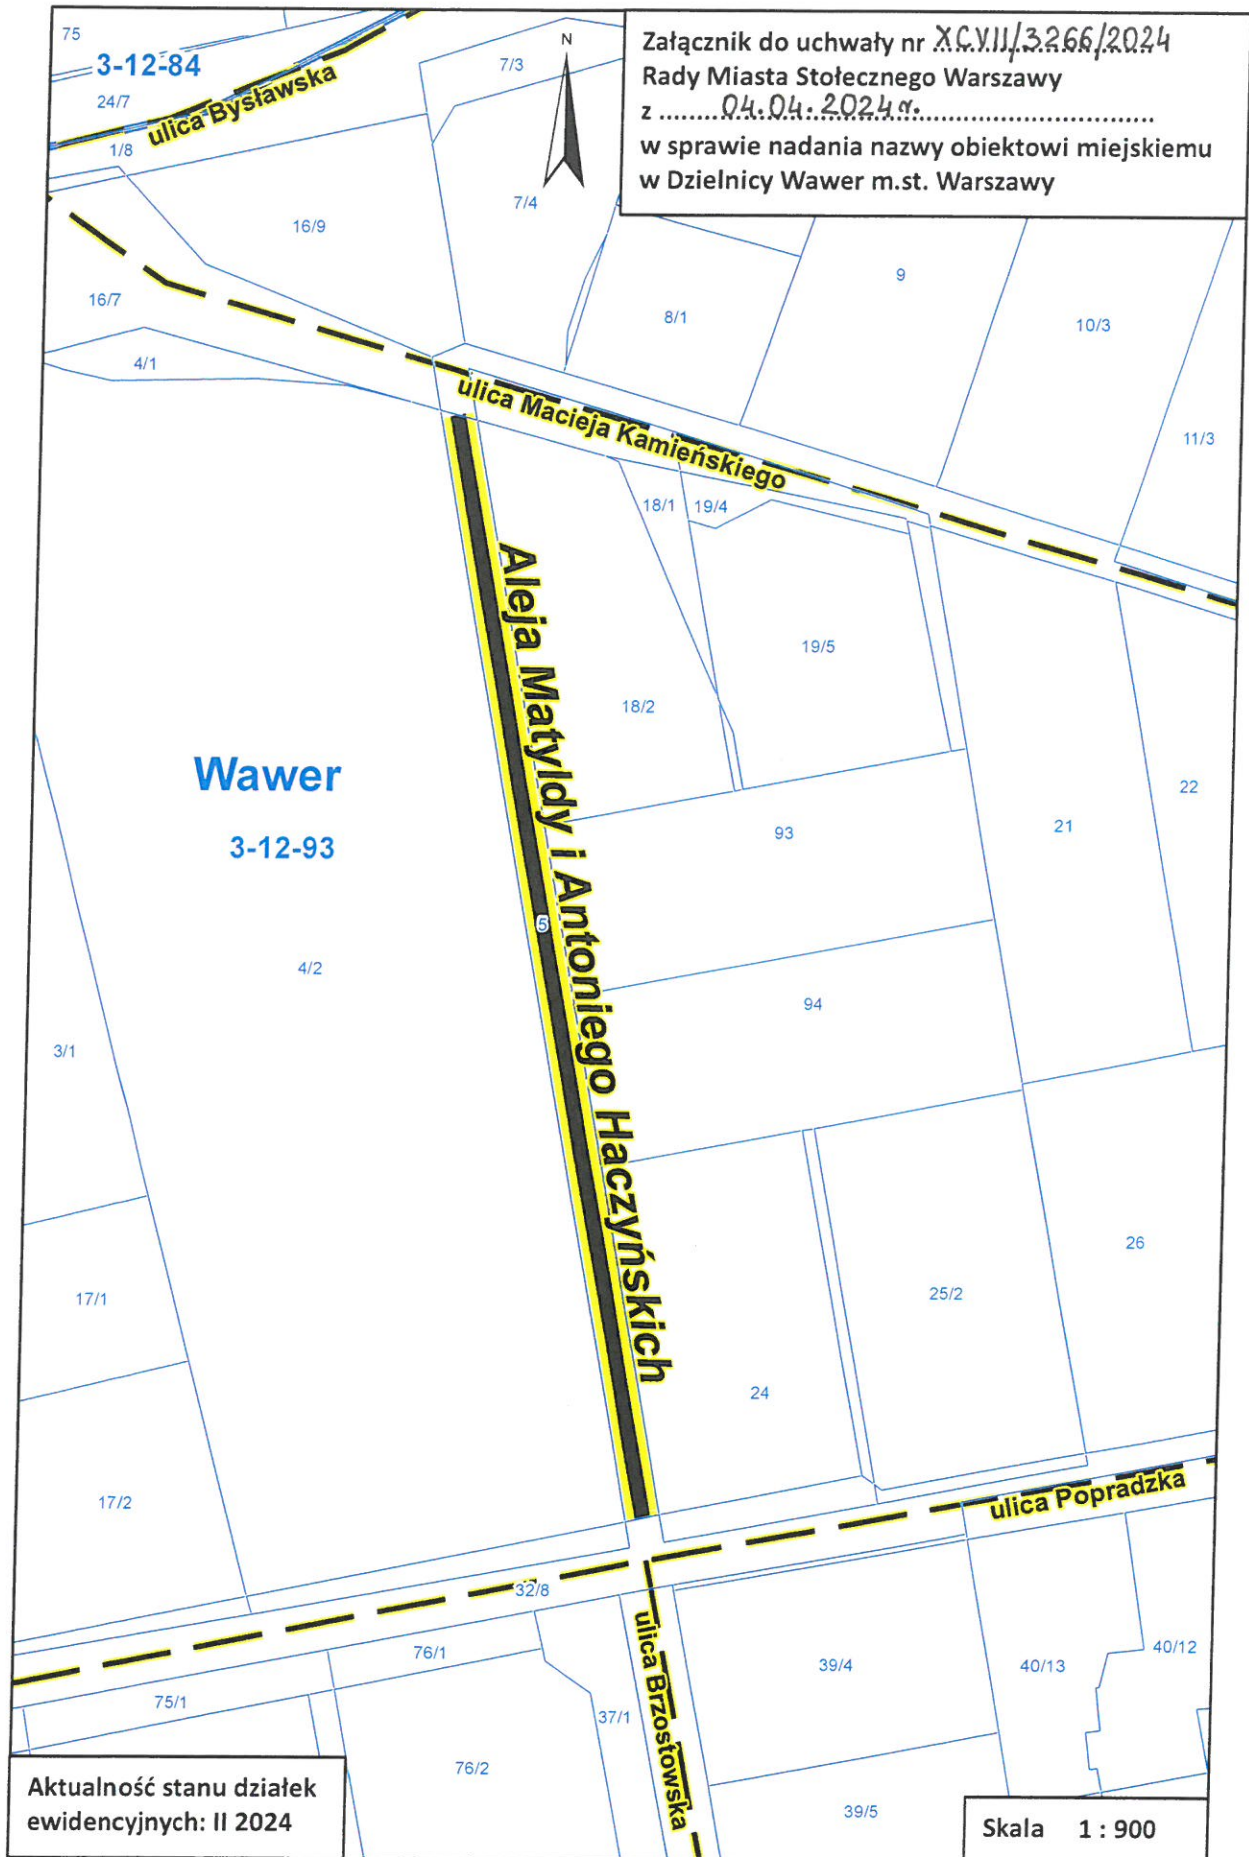 Załącznik do uchwały nr XCVII/3266/2024
Rady Miasta Stołecznego Warszawy
z ........04.04.2024 r.................................
w sprawie nadania nazwy obiektowi miejskiemu
w Dzielnicy Wawer m.st. Warszawy
75
3-12-84
24/7
ulica Bysławska
1/8
N
7/3
7/4
16/9
16/7
4/1
8/1
9
10/3
11/3
ulica Macieja Kamieńskiego
18/1
19/4
19/5
18/2
Aleja Matyldy i Antoniego Haczyńskich
Wawer
3-12-93
5
4/2
93
94
21
22
3/1
17/1
17/2
24
25/2
26
ulica Popradzka
32/8
76/1
75/1
76/2
37/1
ulica Brzostowska
39/4
39/5
40/13
40/12
Aktualność stanu działek
ewidencyjnych: II 2024
Skala 1 : 900